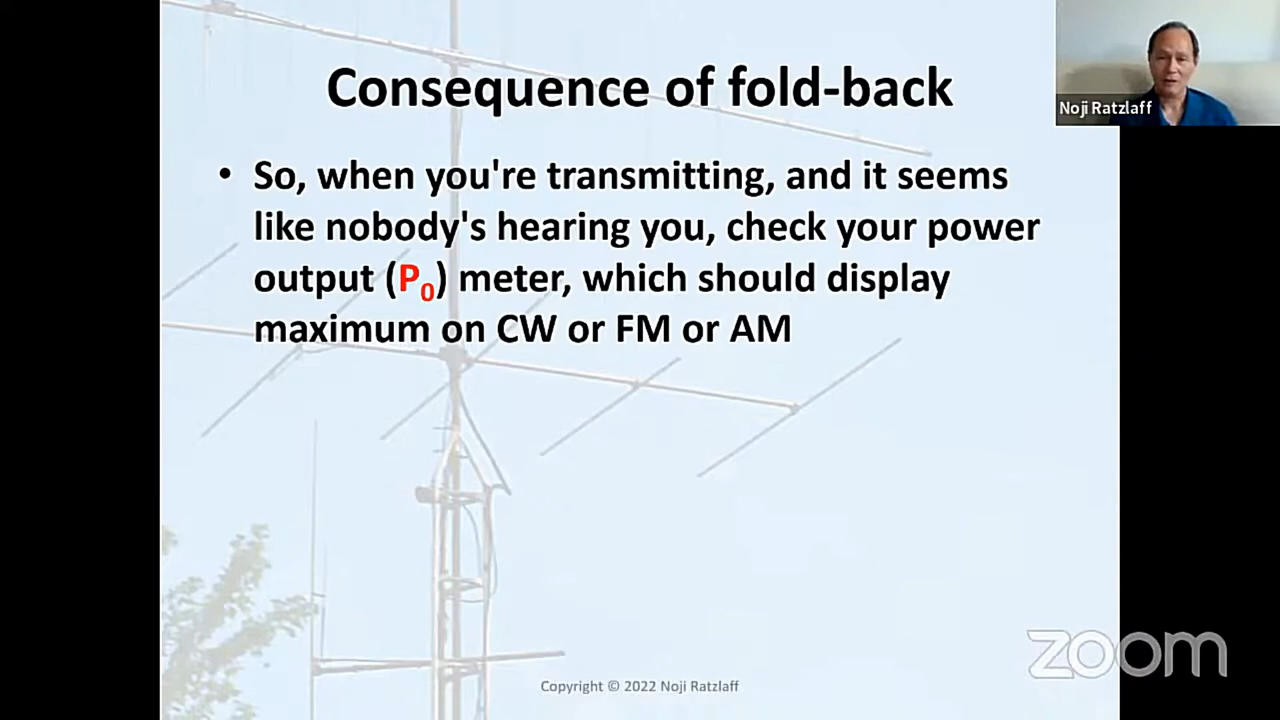 Consequence of fold-back
Noji Ratzlaff
• So, when you're transmitting, and it seems
like nobody's hearing you, check your power
output (P₀) meter, which should display
maximum on CW or FM or AM
zoom
Copyright © 2022 Noji Ratzlaff